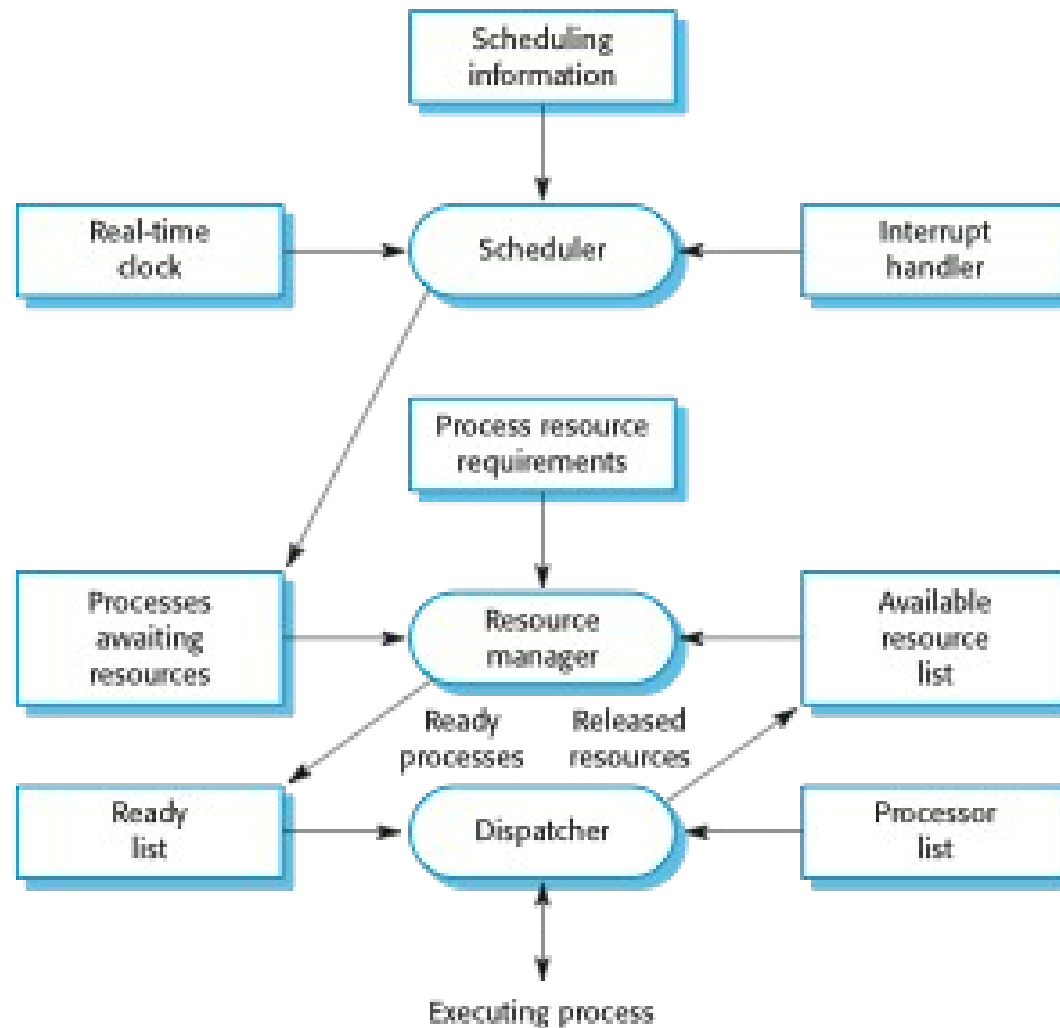 Scheduling
information
Real-time
clock
Scheduler
Interrupt
handler
Process resource
requirements
Processes
awaiting
resources
Resource
manager
Available
resource
list
Ready
processes
Released
resources
Ready
list
Dispatcher
Processor
list
Executing process